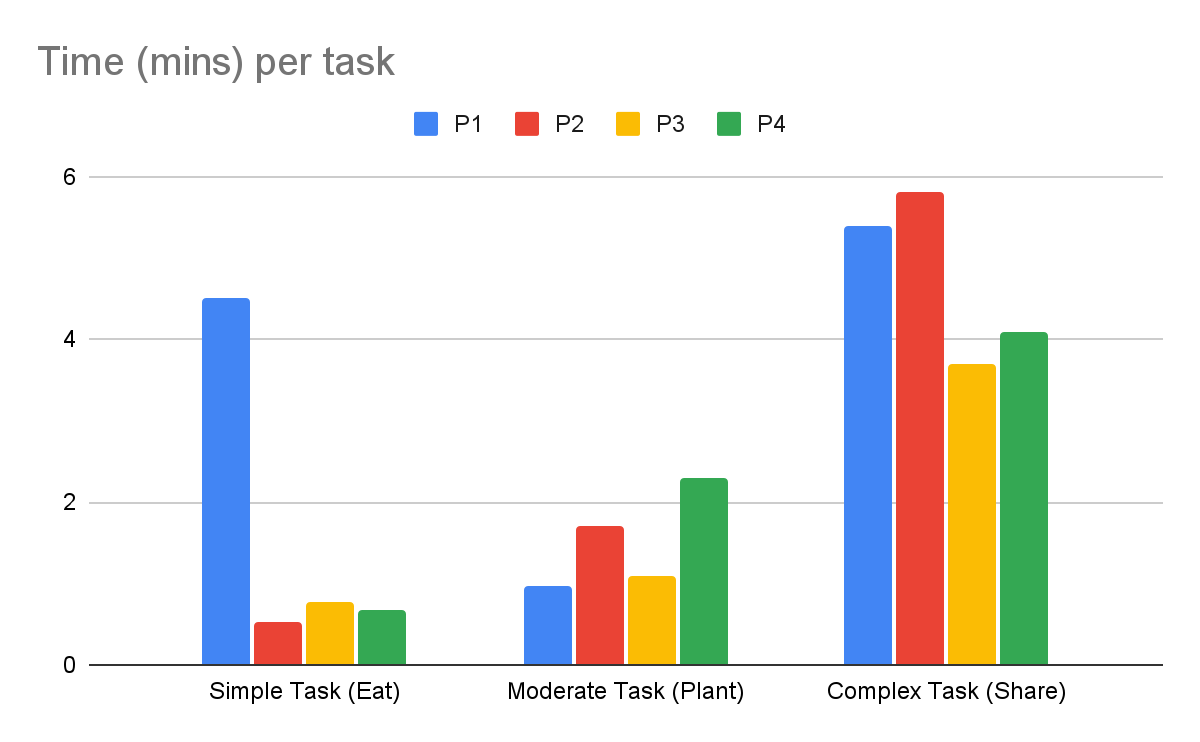 Time (mins) per task
P1 P2 P3 P4
6
4
2
0
Simple Task (Eat) Moderate Task (Plant) Complex Task (Share)